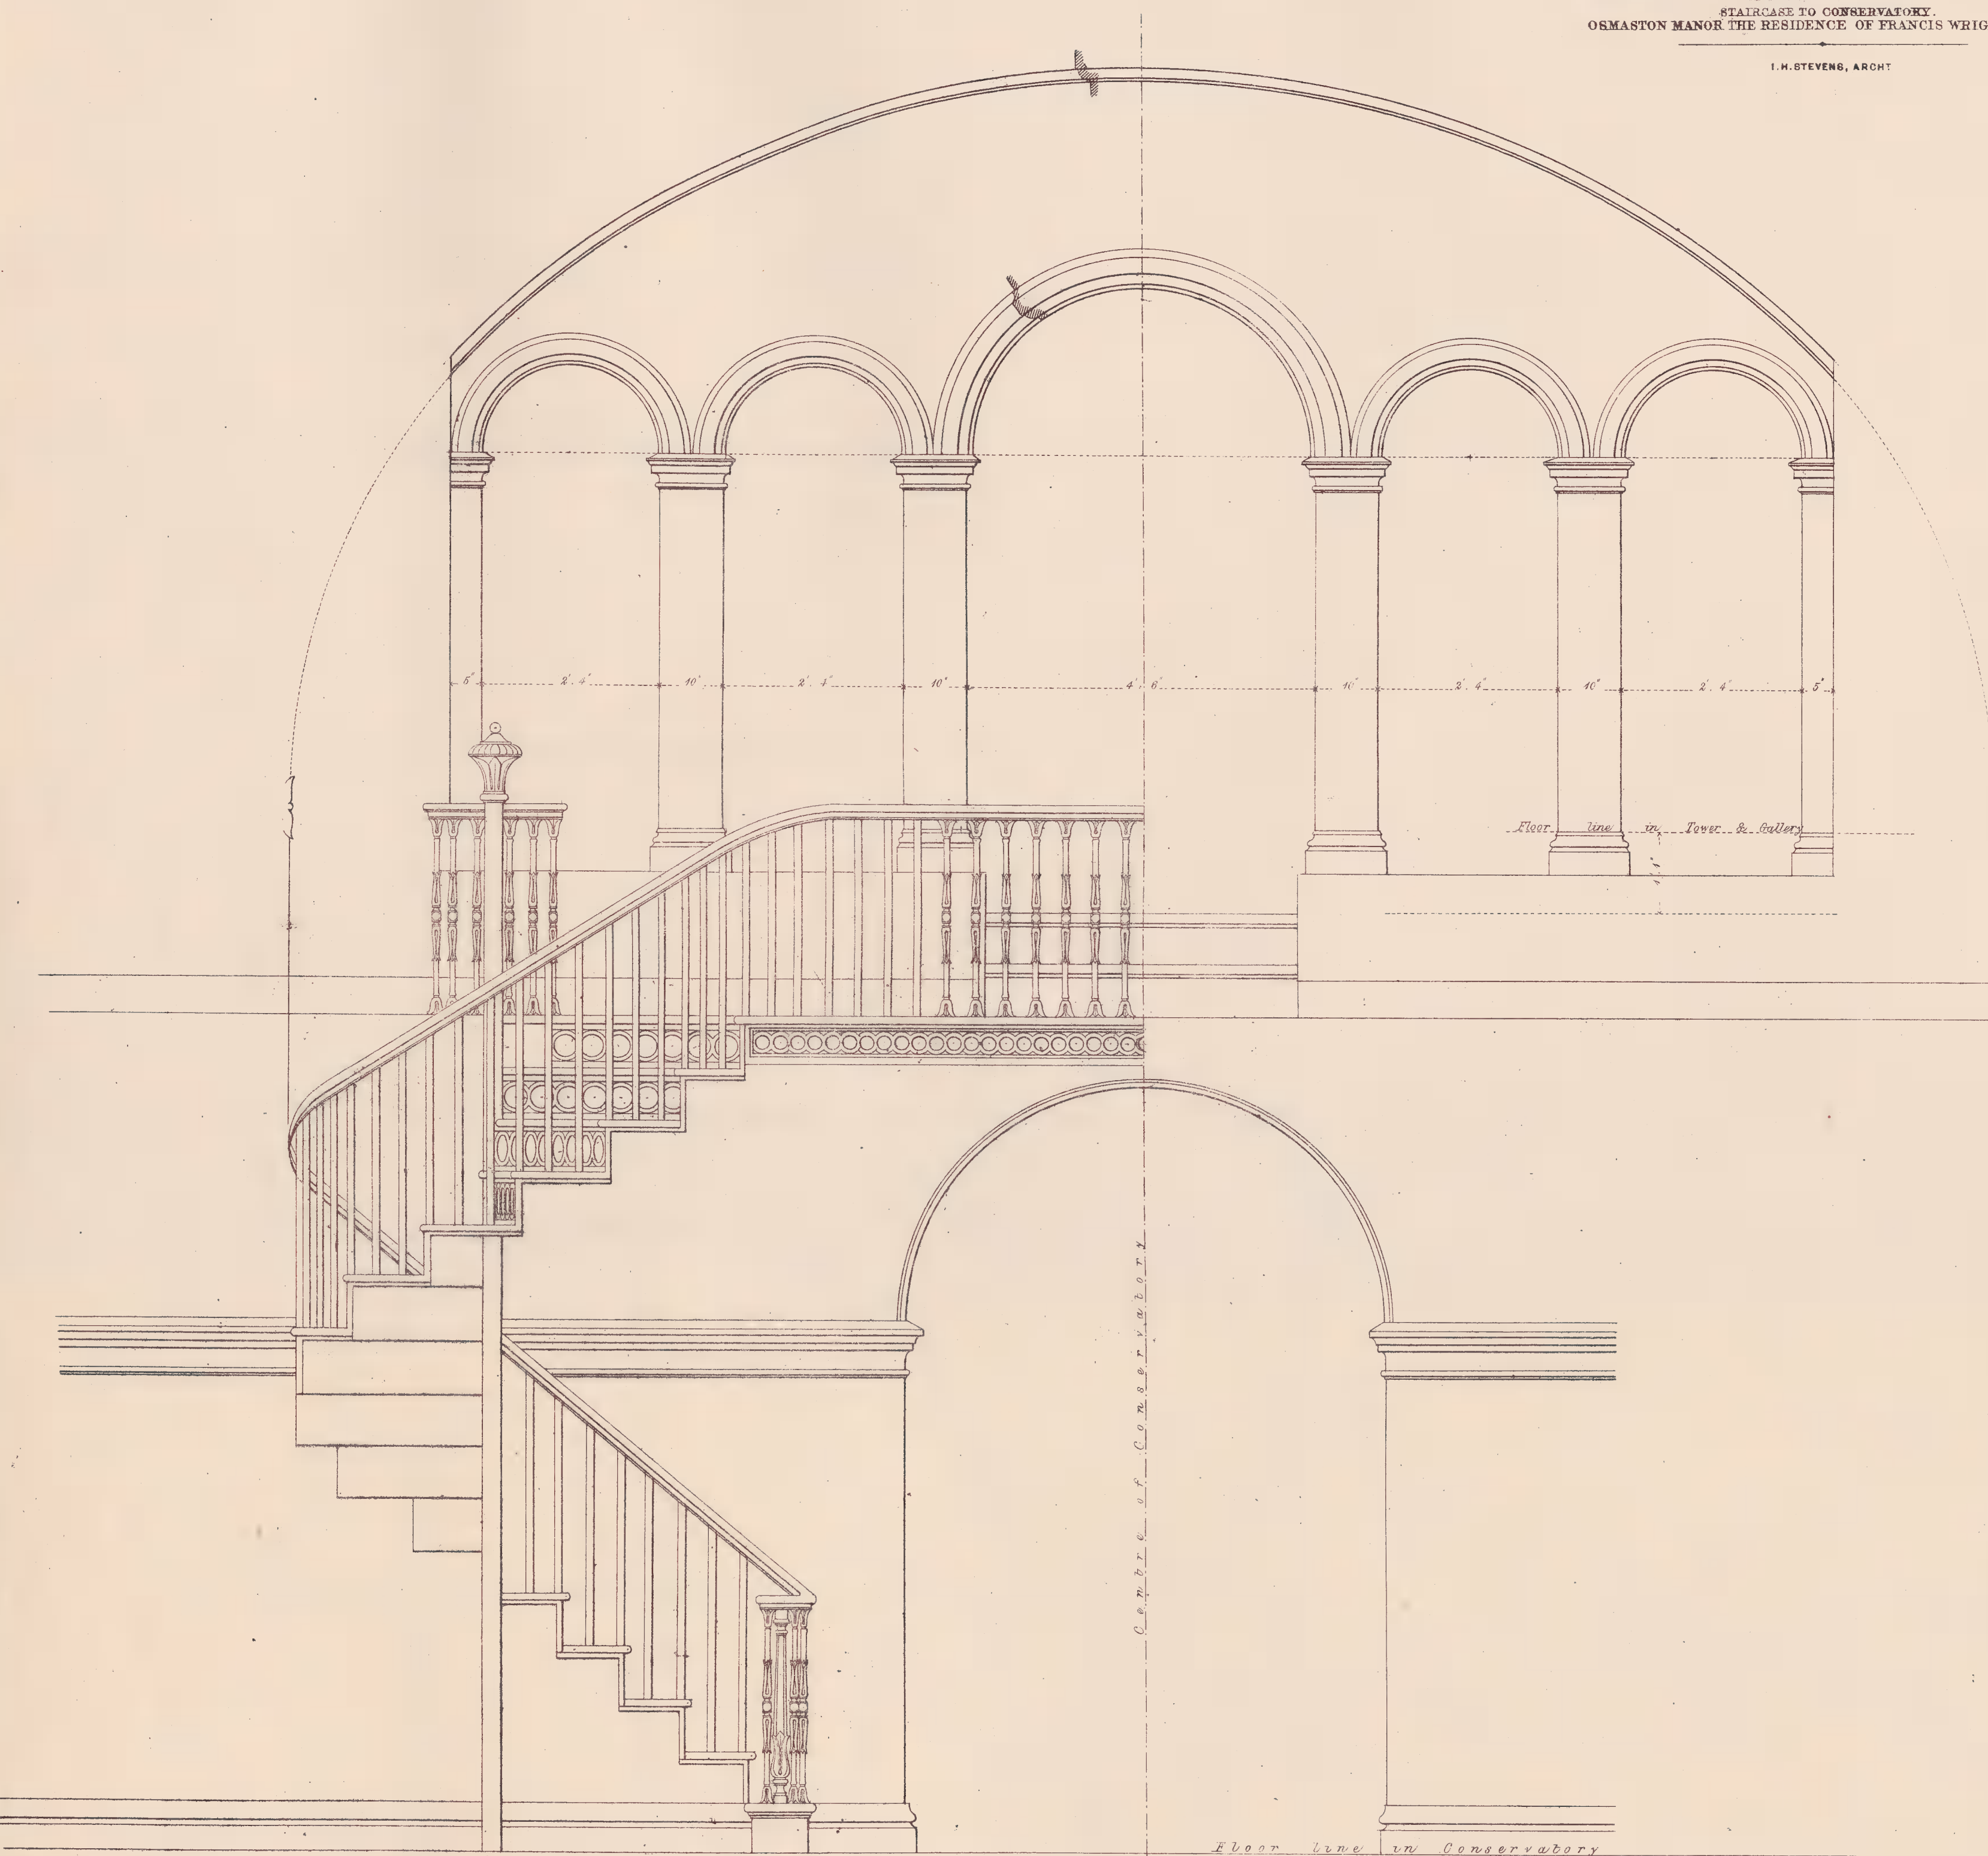 STAIRCASE TO CONSERVATORY.
OSMASTON MANOR THE RESIDENCE OF FRANCIS WRIG
I.H.STEVENS, ARCHT
5" 2'. 4" 10" 2'. 4" 10" 4'. 6" 10" 2'. 4" 10" 2'. 4" 5"
Floor line in Tower & Gallery
Centre of Conservatory
Floor line in Conservatory